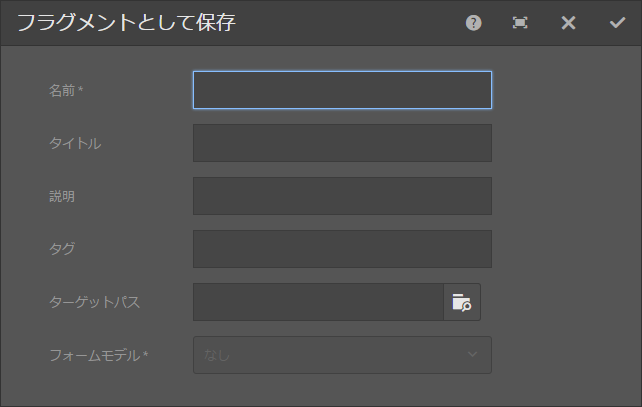 フラグメントとして保存
名前 *
タイトル
説明
タグ
ターゲットパス
フォームモデル *
なし